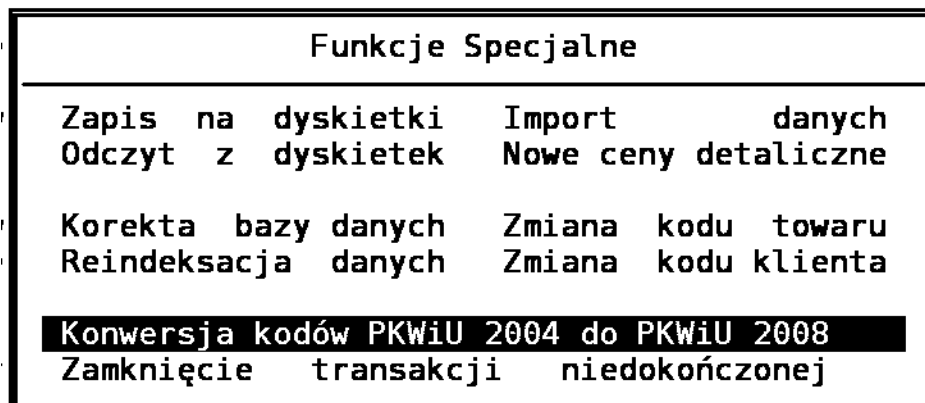 Funkcje Specjalne
Zapis na dyskietki Import danych
Odczyt z dyskietek Nowe ceny detaliczne
Korekta bazy danych Zmiana kodu towaru
Reindeksacja danych Zmiana kodu klienta
Konwersja kodów PKWiU 2004 do PKWiU 2008
Zamknięcie transakcji niedokończonej